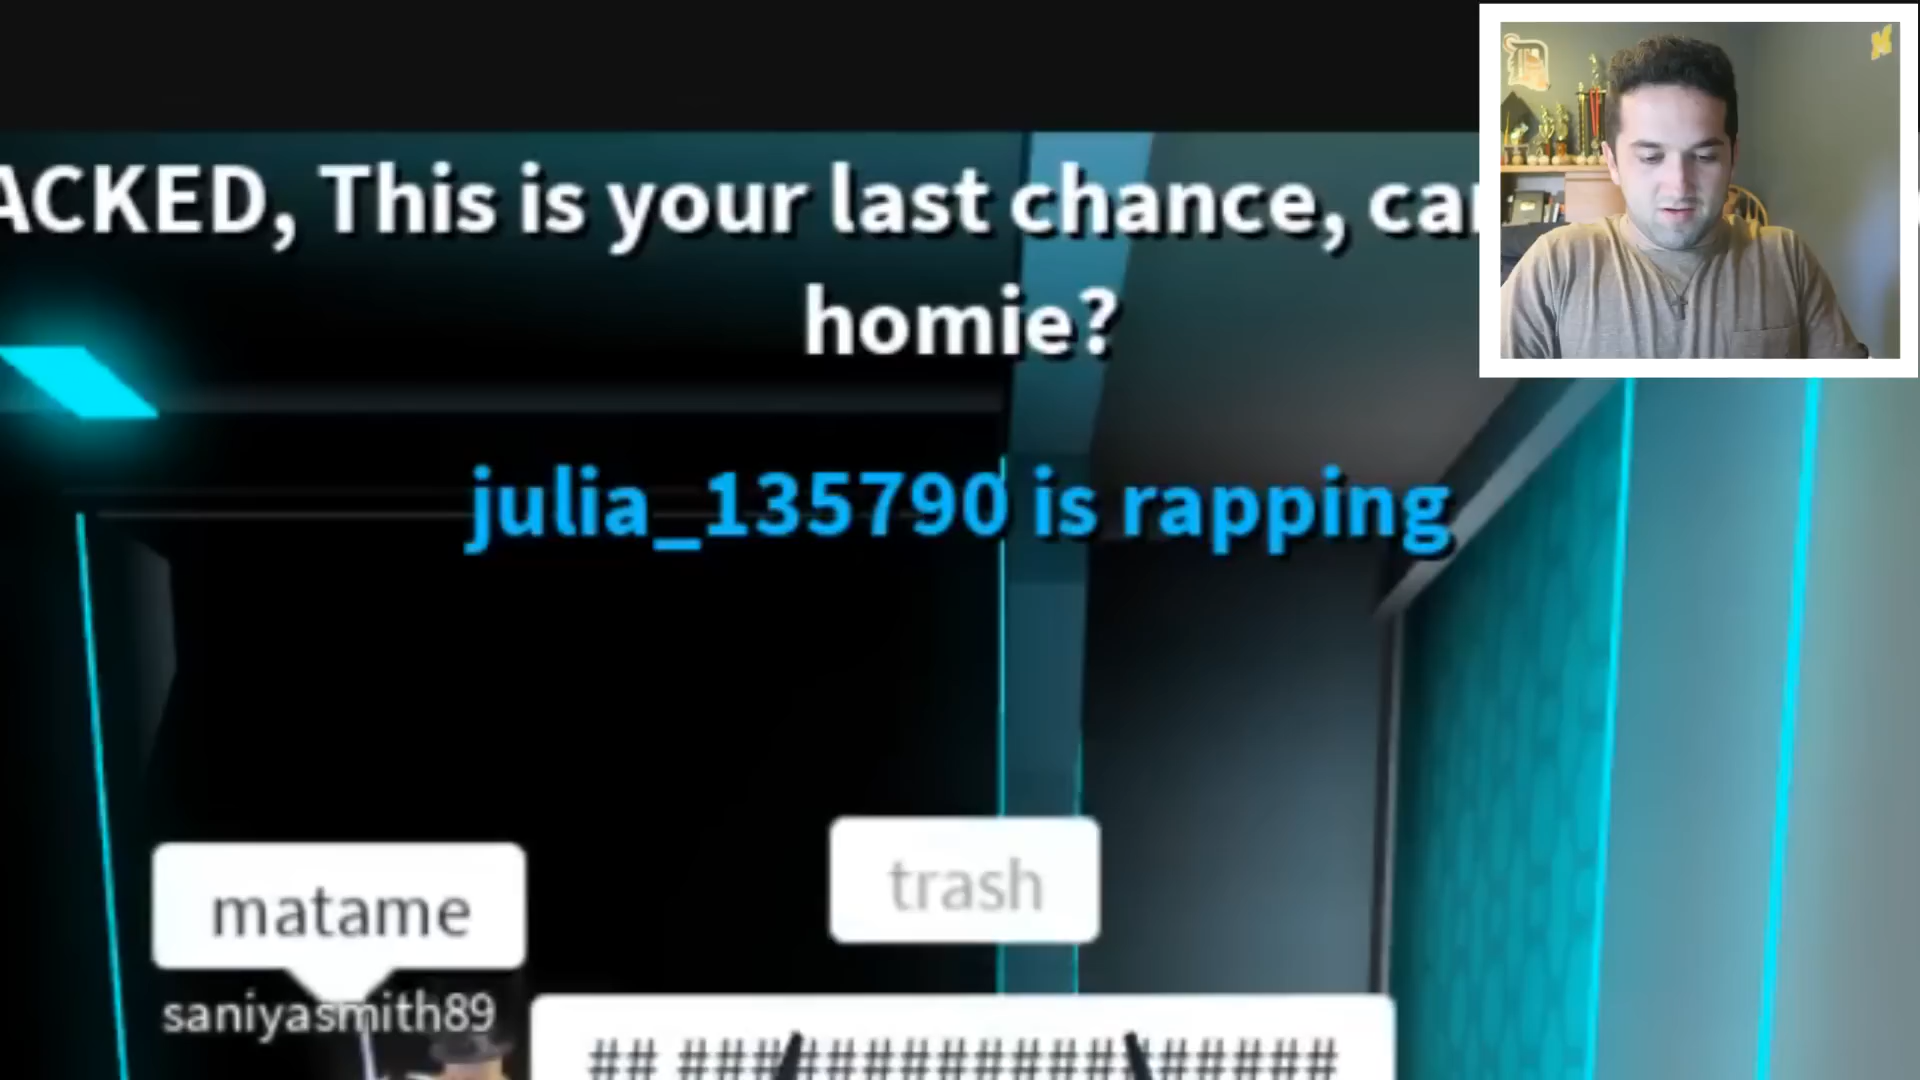 ACKED, This is your last chance, ca
homie?
julia_135790 is rapping
trash
matame
saniyasmith89
## ##################